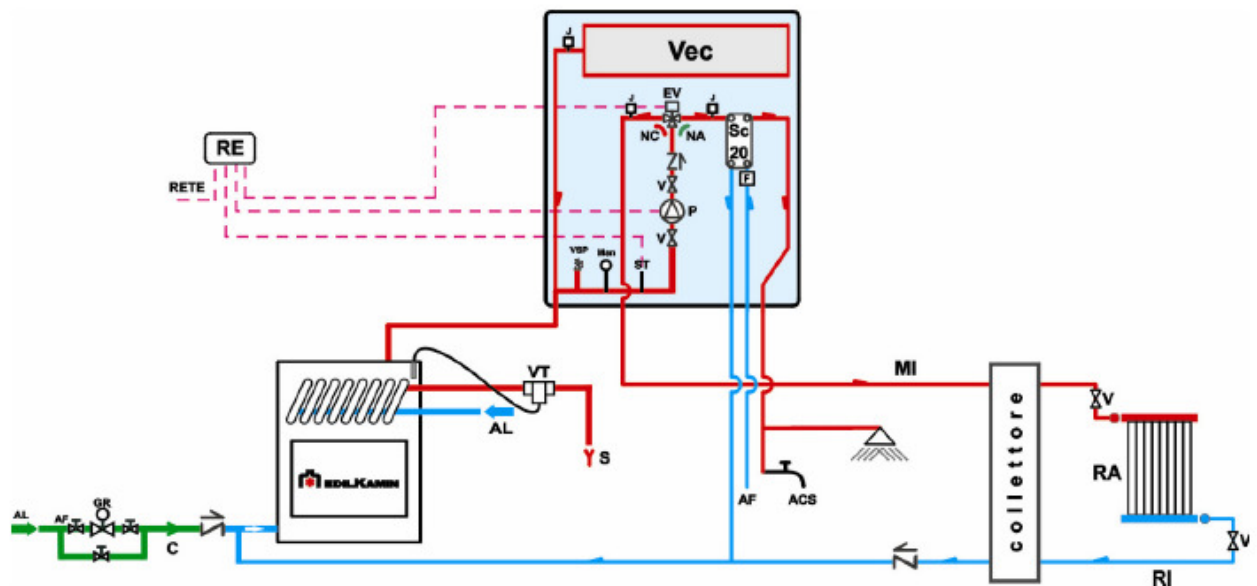 J
Vec
EV
J
J
NC
NA
Sc
20
F
RE
RETE
V
P
V
VSP
Man
ST
VT
AL
S
MI
V
collettore
RA
EDILKAMIN
AF
ACS
GR
AL
AF
C
V
RI